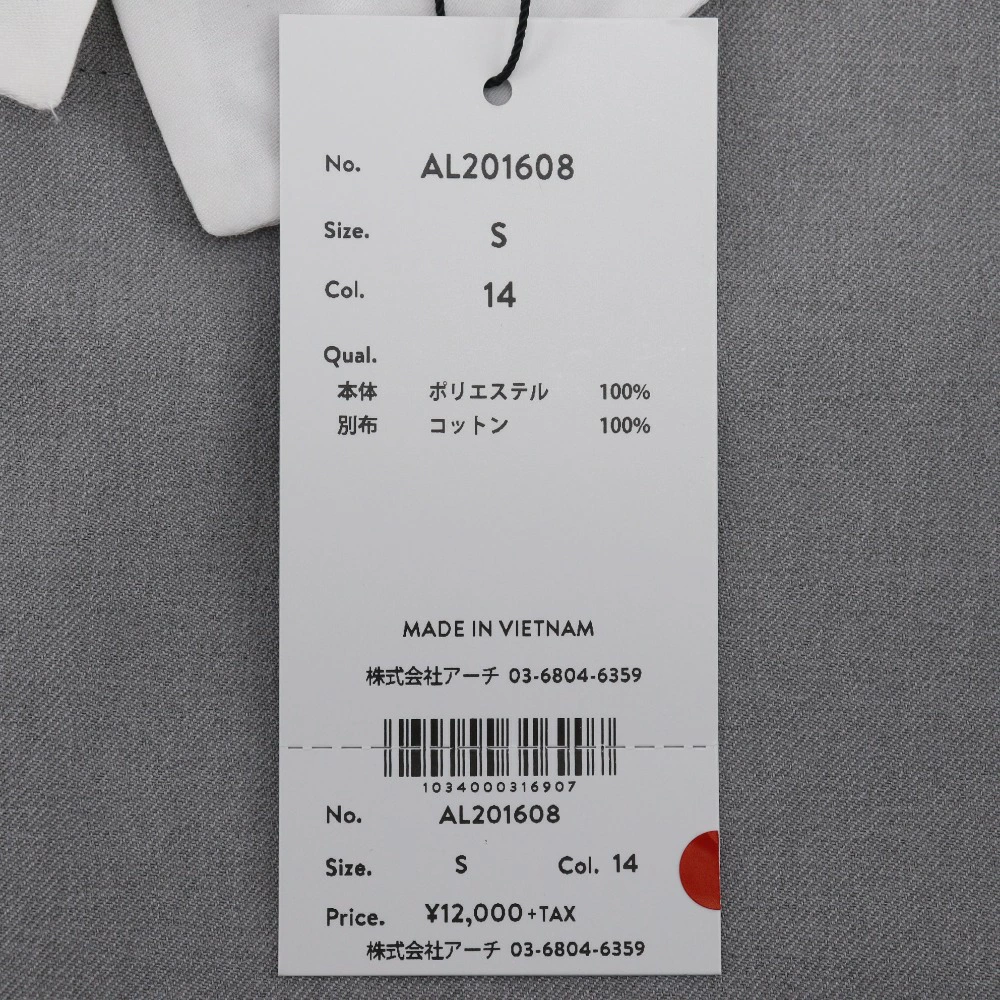 No. AL201608
Size. S
Col. 14
Qual.
本体 ポリエステル 100%
別布 コットン 100%
MADE IN VIETNAM
株式会社アーチ 03-6804-6359
1034000316907
No. AL201608
Size. S Col. 14
Price. ¥12,000+TAX
株式会社アーチ 03-6804-6359